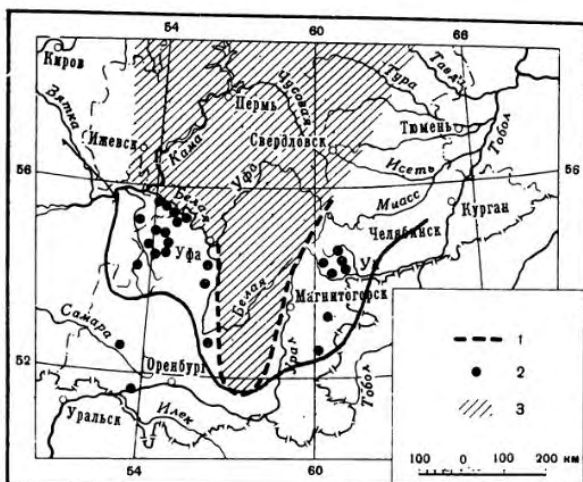 54 60 66
Киров
Вятка
Ижевск
Кама
Пермь
Чусовая
Свердловск
Тура
Тавда
Тюмень
Тобол
Исеть
56 56
Белая
Уфа
Миасс
Курган
Челябинск
Уфа
Белая
Магнитогорск
Самара
Оренбург
Урал
52 52
Уральск
Илек
Тобол
54 60
1
2
3
100 0 100 200 км